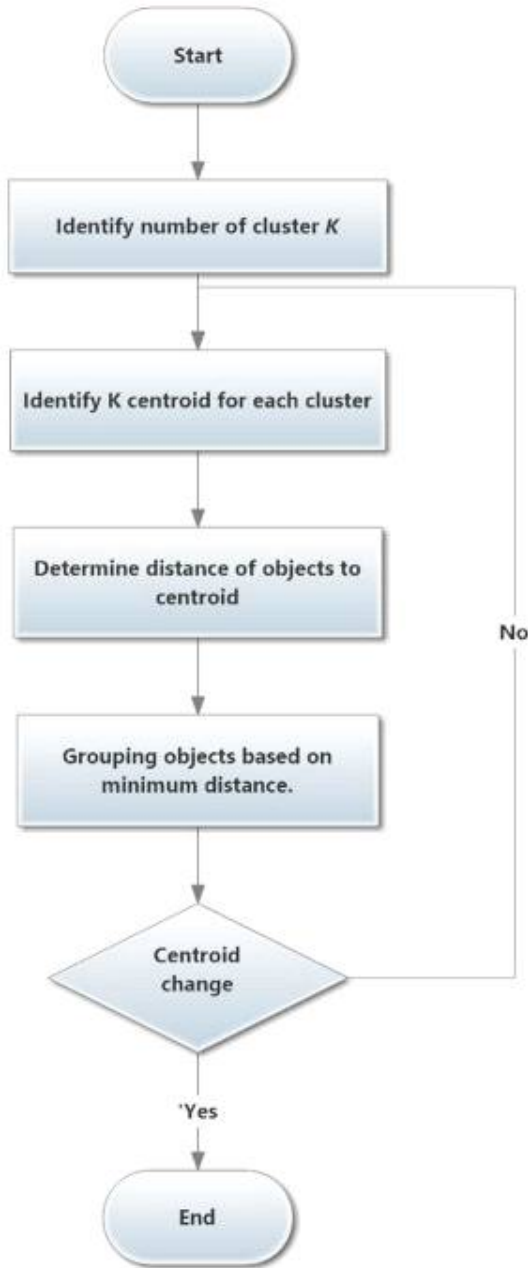 Start
Identify number of cluster K
Identify K centroid for each cluster
Determine distance of objects to
centroid
No
Grouping objects based on
minimum distance.
Centroid
change
'Yes
End